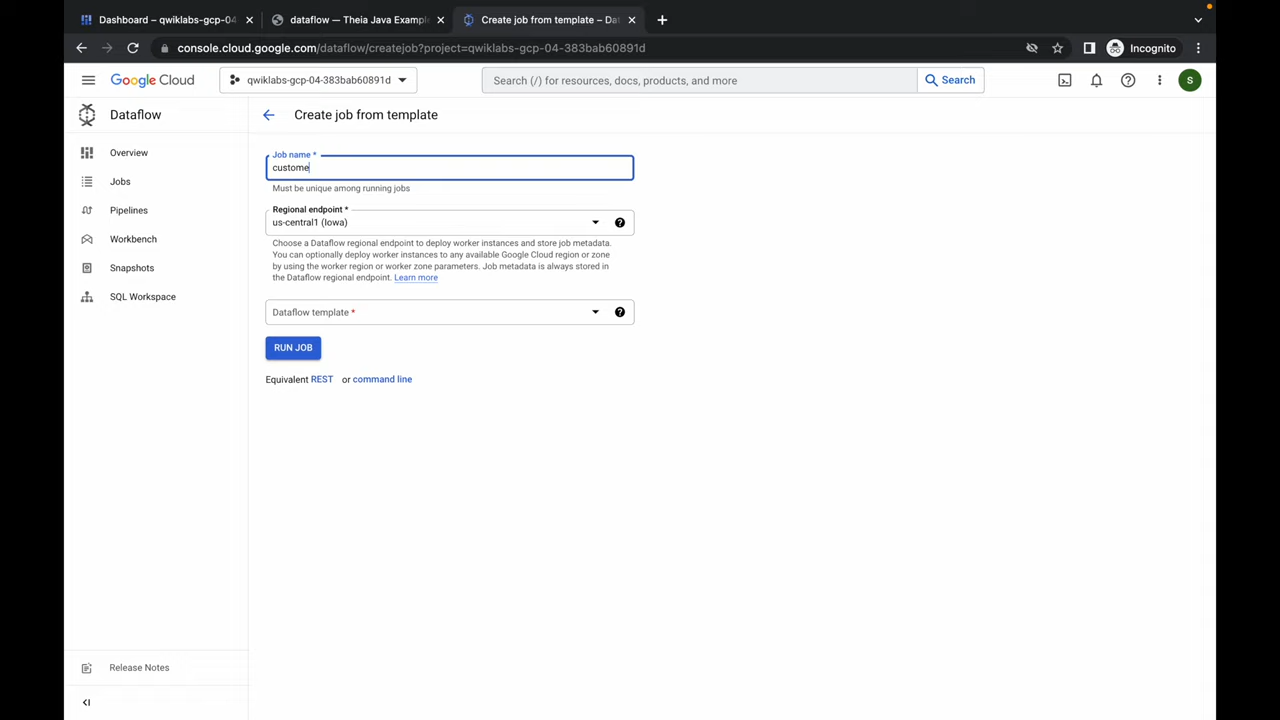 Dashboard – qwiklabs-gcp-04-
dataflow — Theia Java Example
Create job from template – Dat
console.cloud.google.com/dataflow/createjob?project=qwiklabs-gcp-04-383bab60891d
Incognito
Google Cloud
qwiklabs-gcp-04-383bab60891d
Search (/) for resources, docs, products, and more
Search
S
Dataflow
Create job from template
Overview
Jobs
Pipelines
Workbench
Snapshots
SQL Workspace
Job name *
custome
Must be unique among running jobs
Regional endpoint *
us-central1 (Iowa)
Choose a Dataflow regional endpoint to deploy worker instances and store job metadata.
You can optionally deploy worker instances to any available Google Cloud region or zone
by using the worker region or worker zone parameters. Job metadata is always stored in
the Dataflow regional endpoint. Learn more
Dataflow template *
RUN JOB
Equivalent REST or command line
Release Notes